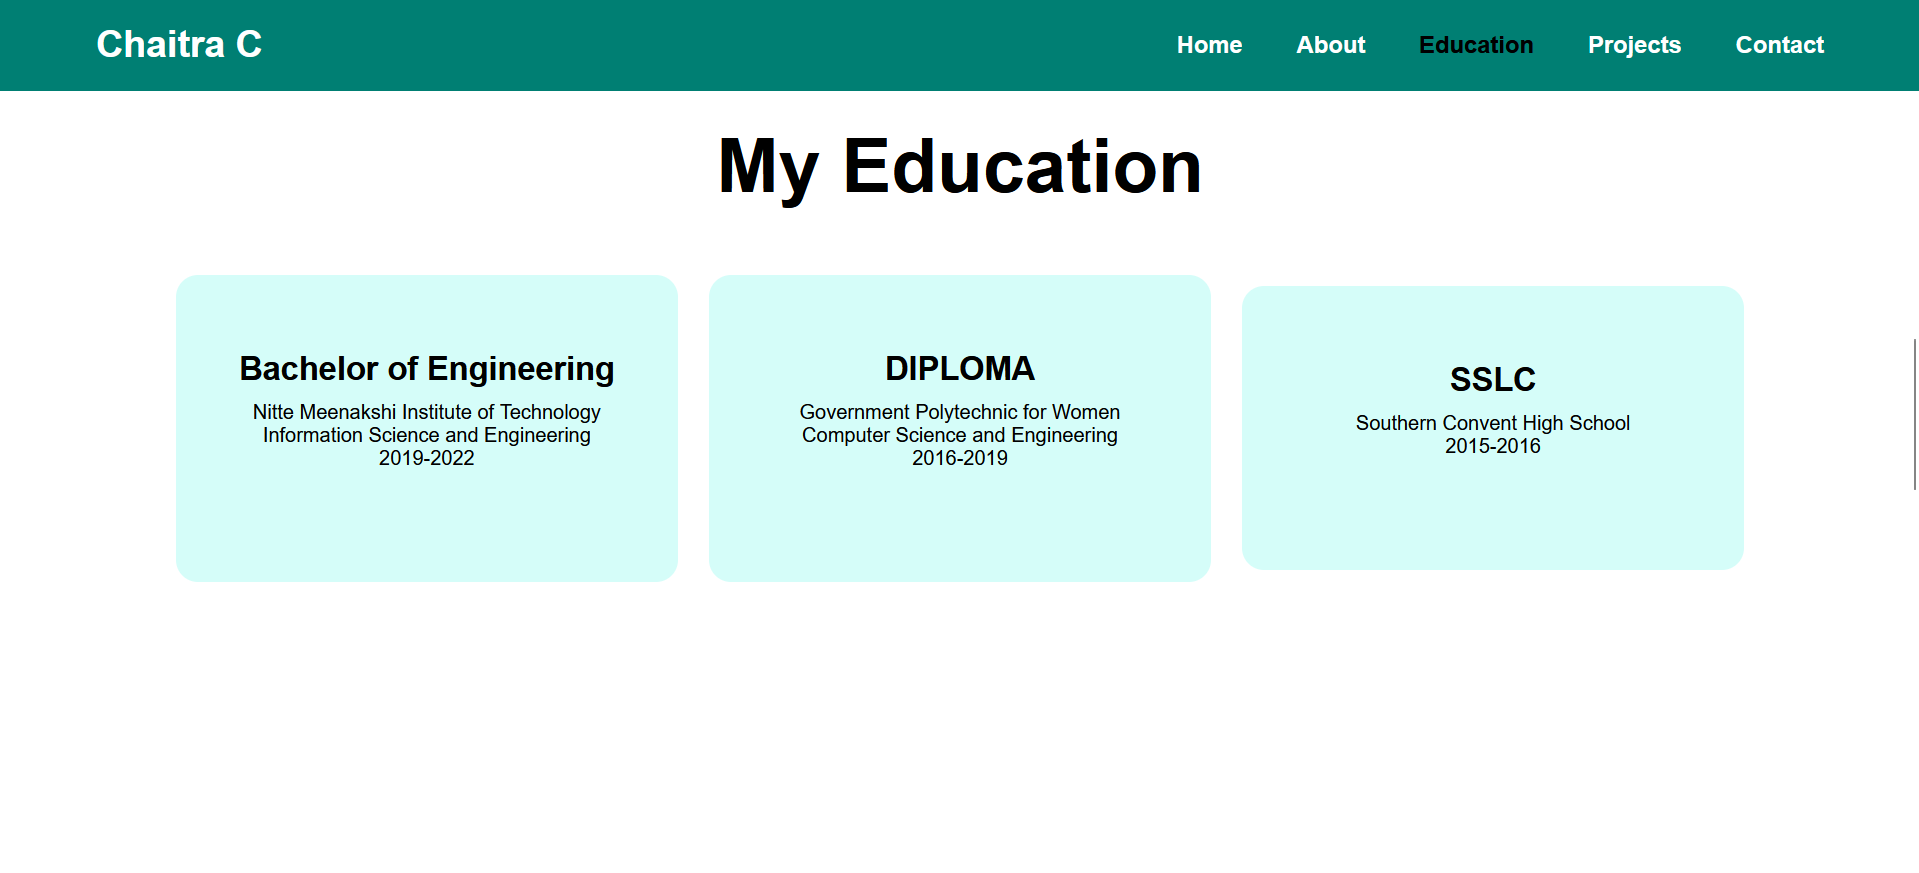 Chaitra C
Home About Education Projects Contact
My Education
Bachelor of Engineering
Nitte Meenakshi Institute of Technology
Information Science and Engineering
2019-2022
DIPLOMA
Government Polytechnic for Women
Computer Science and Engineering
2016-2019
SSLC
Southern Convent High School
2015-2016